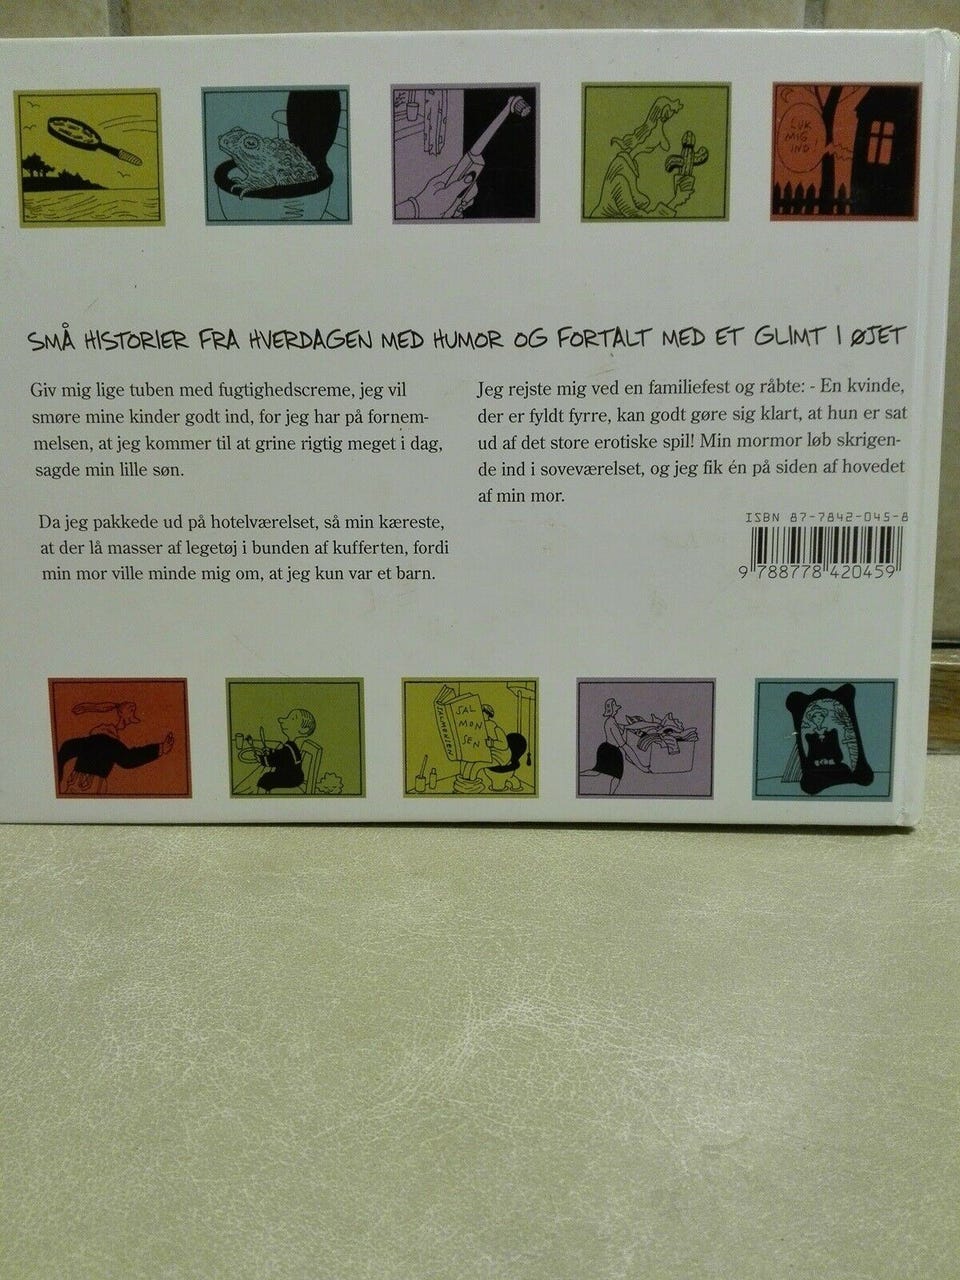 LUK
MIG
IND!
SMÅ HISTORIER FRA HVERDAGEN MED HUMOR OG FORTALT MED ET GLIMT I ØJET
Giv mig lige tuben med fugtighedscreme, jeg vil
smøre mine kinder godt ind, for jeg har på fornem-
melsen, at jeg kommer til at grine rigtig meget i dag,
sagde min lille søn.
Da jeg pakkede ud på hotelværelset, så min kæreste,
at der lå masser af legetøj i bunden af kufferten, fordi
min mor ville minde mig om, at jeg kun var et barn.
Jeg rejste mig ved en familiefest og råbte: - En kvinde,
der er fyldt fyrre, kan godt gøre sig klart, at hun er sat
ud af det store erotiske spil! Min mormor løb skrigen-
de ind i soveværelset, og jeg fik én på siden af hovedet
af min mor.
ISBN 87-7842-045-8
9 788778 420459
SALMONSEN
SAL
MON
SEN